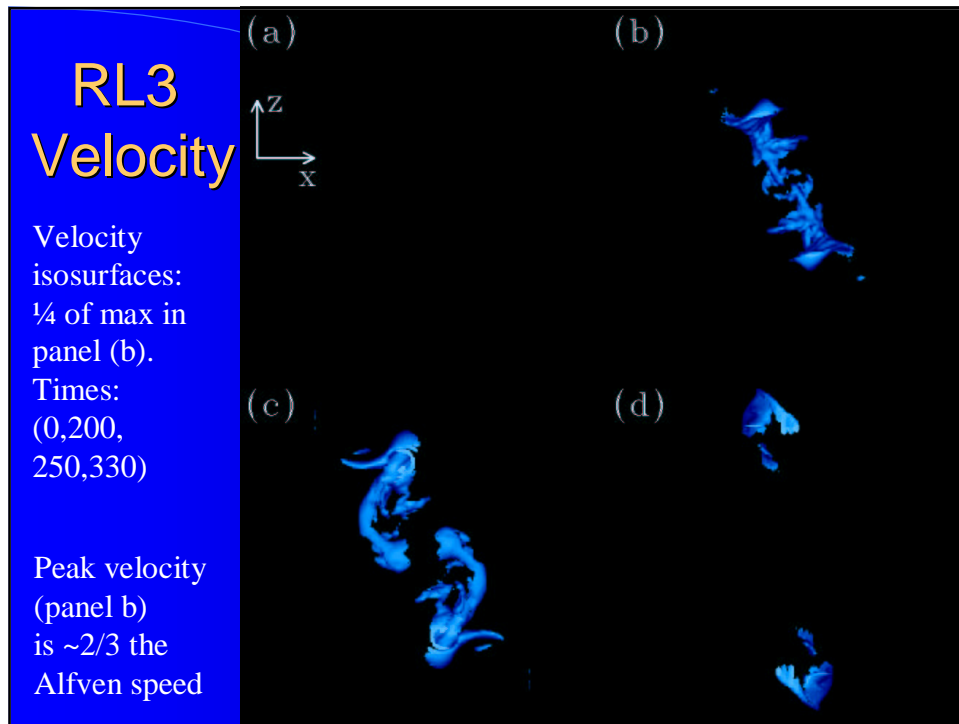 RL3
Velocity
Velocity
isosurfaces:
¼ of max in
panel (b).
Times:
(0,200,
250,330)
Peak velocity
(panel b)
is ~2/3 the
Alfven speed
(a)
z
x
(b)
(c)
(d)